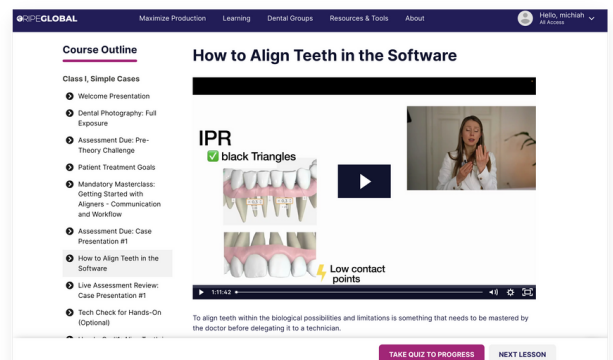 RIPEGLOBAL
Maximize Production
Learning
Dental Groups
Resources & Tools
About
Hello, michiah
All Access
Course Outline
Class I, Simple Cases
Welcome Presentation
Dental Photography: Full
Exposure
Assessment Due: Pre-
Theory Challenge
Patient Treatment Goals
Mandatory Masterclass:
Getting Started with
Aligners - Communication
and Workflow
Assessment Due: Case
Presentation #1
How to Align Teeth in the
Software
Live Assessment Review:
Case Presentation #1
Tech Check for Hands-On
(Optional)
How to Align Teeth in the Software
IPR
black Triangles
Low contact
points
1:11:42
To align teeth within the biological possibilities and limitations is something that needs to be mastered by
the doctor before delegating it to a technician.
TAKE QUIZ TO PROGRESS
NEXT LESSON